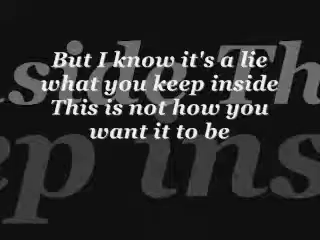 But I know it's a lie
what you keep inside
This is not how you
want it to be